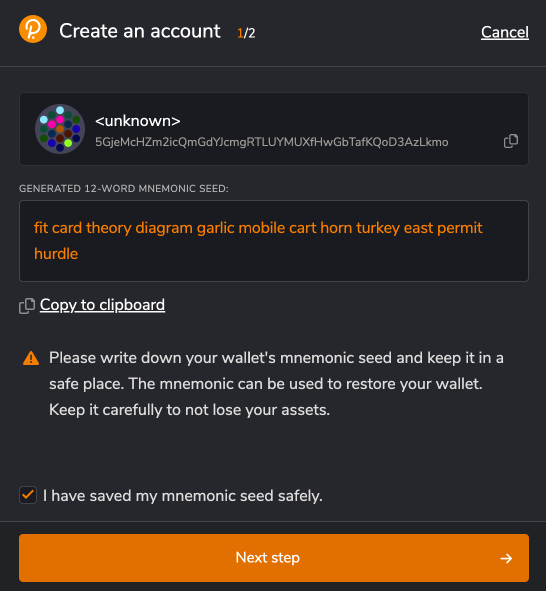 Create an account 1/2 Cancel
<unknown>
5GjeMcHZm2icQmGdYJcmgRTLUYMUXfHwGbTafKQoD3AzLkmo
GENERATED 12-WORD MNEMONIC SEED:
fit card theory diagram garlic mobile cart horn turkey east permit
hurdle
Copy to clipboard
Please write down your wallet's mnemonic seed and keep it in a
safe place. The mnemonic can be used to restore your wallet.
Keep it carefully to not lose your assets.
I have saved my mnemonic seed safely.
Next step